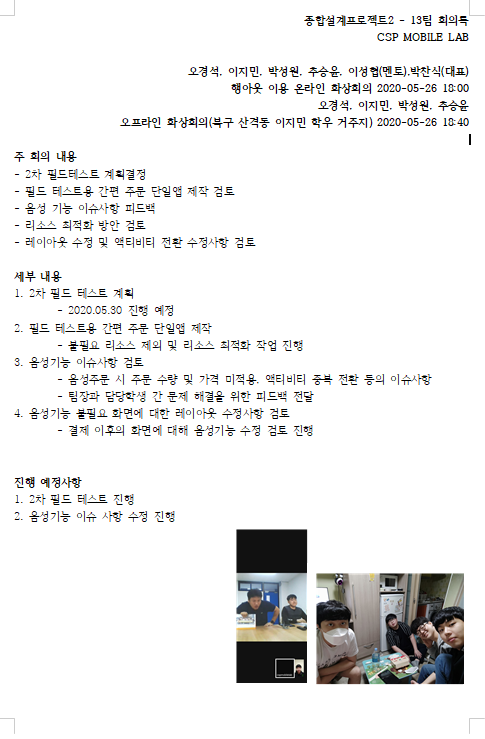 종합설계프로젝트2 - 13팀 회의록
CSP MOBILE LAB
오경석, 이지민, 박성원, 추승윤, 이성협(멘토),박찬식(대표)
행아웃 이용 온라인 화상회의 2020-05-26 18:00
오경석, 이지민, 박성원, 추승윤
오프라인 화상회의(북구 산격동 이지민 학우 거주지) 2020-05-26 18:40
주 회의 내용
- 2차 필드테스트 계획결정
- 필드 테스트용 간편 주문 단일앱 제작 검토
- 음성 기능 이슈사항 피드백
- 리소스 최적화 방안 검토
- 레이아웃 수정 및 액티비티 전환 수정사항 검토
세부 내용
1. 2차 필드 테스트 계획
- 2020.05.30 진행 예정
2. 필드 테스트용 간편 주문 단일앱 제작
- 불필요 리소스 제외 및 리소스 최적화 작업 진행
3. 음성기능 이슈사항 검토
- 음성주문 시 주문 수량 및 가격 미적용, 액티비티 중복 전환 등의 이슈사항
- 팀장과 담당학생 간 문제 해결을 위한 피드백 전달
4. 음성기능 불필요 화면에 대한 레이아웃 수정사항 검토
- 결제 이후의 화면에 대해 음성기능 수정 검토 진행
진행 예정사항
1. 2차 필드 테스트 진행
2. 음성기능 이슈 사항 수정 진행